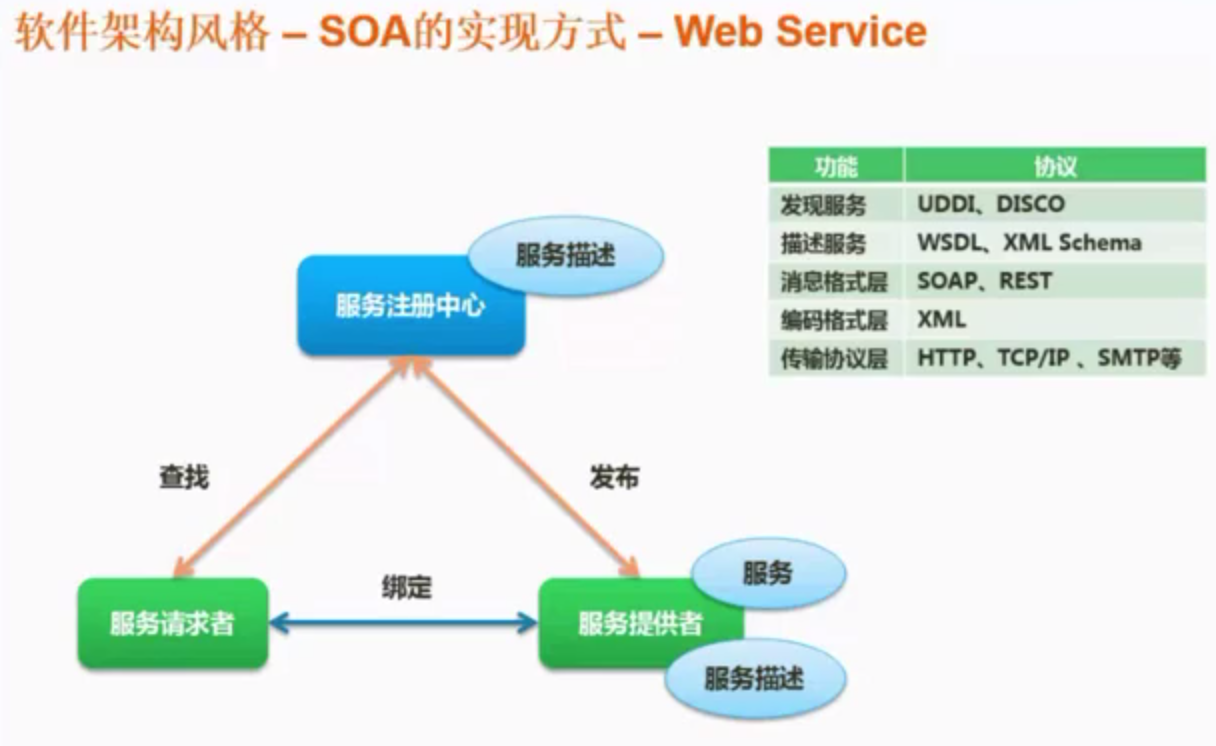 软件架构风格 – SOA的实现方式 – Web Service
功能 协议
发现服务 UDDI、DISCO
描述服务 WSDL、XML Schema
消息格式层 SOAP、REST
编码格式层 XML
传输协议层 HTTP、TCP/IP 、SMTP等
服务描述
服务注册中心
查找
发布
服务
绑定
服务请求者
服务提供者
服务描述